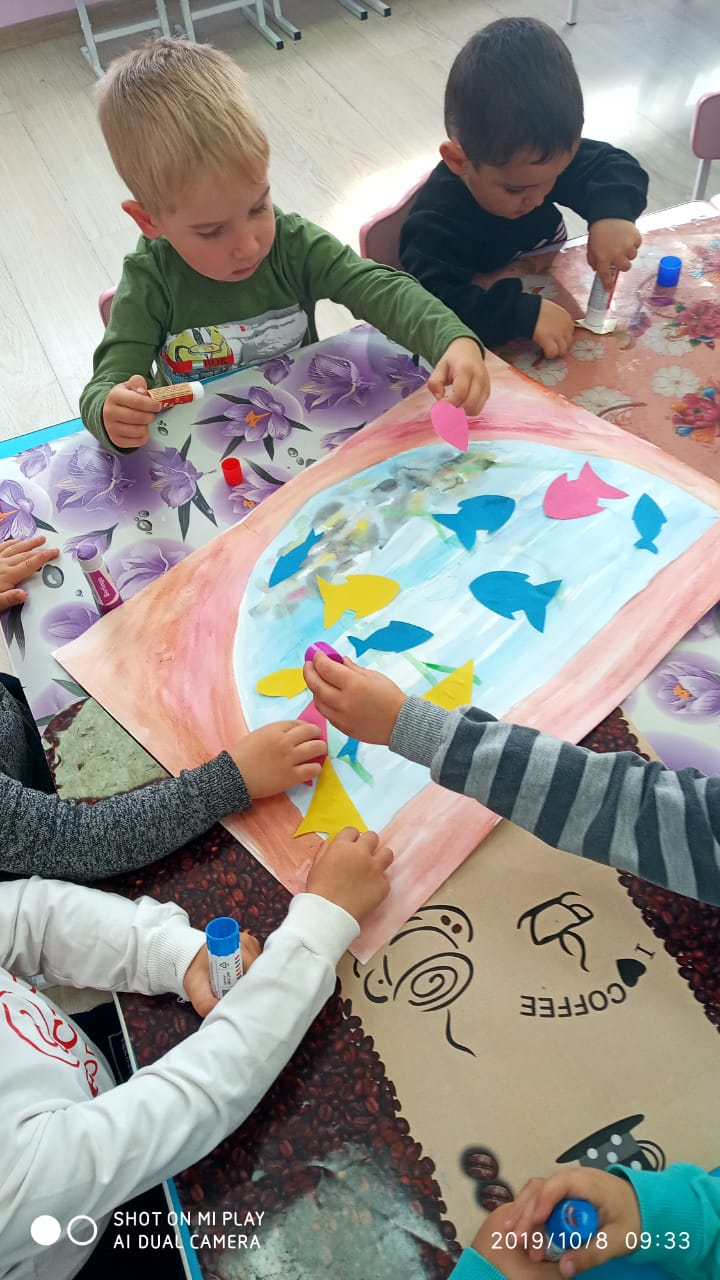 I
COFFEE
SHOT ON MI PLAY
AI DUAL CAMERA
2019/10/8 09:33